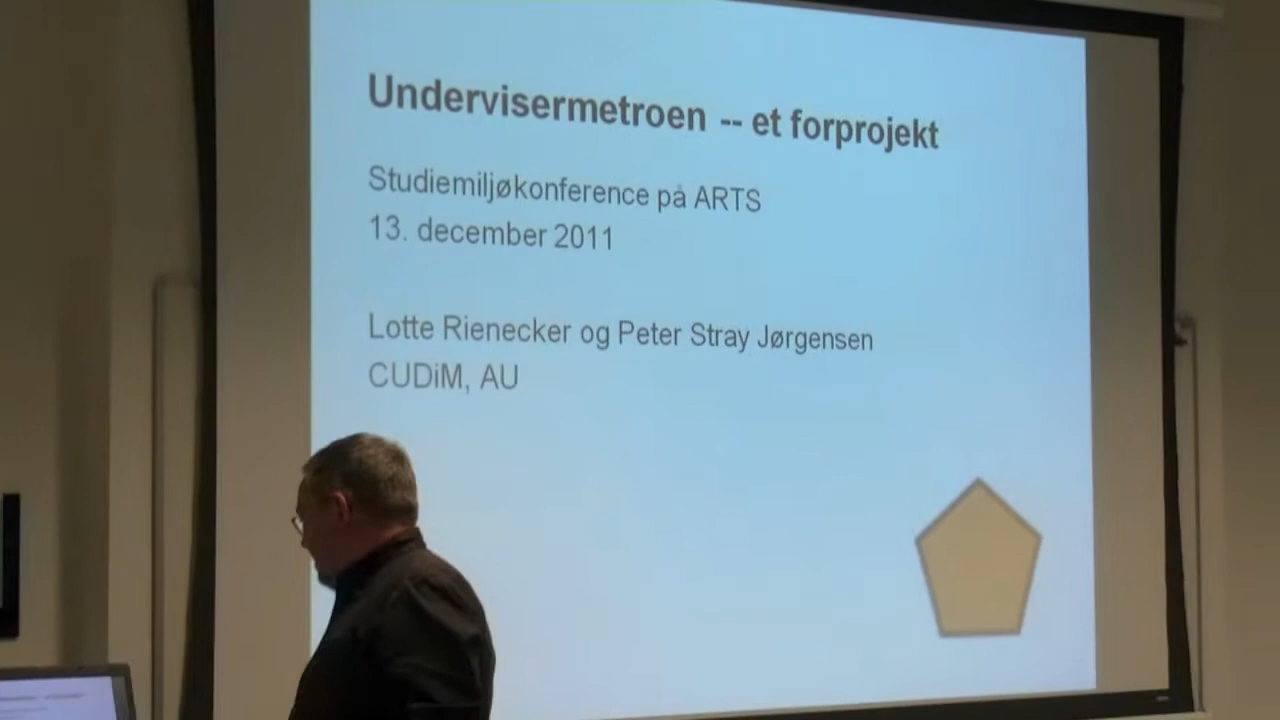 Undervisermetroen -- et forprojekt
Studiemiljøkonference på ARTS
13. december 2011
Lotte Rienecker og Peter Stray Jørgensen
CUDiM, AU